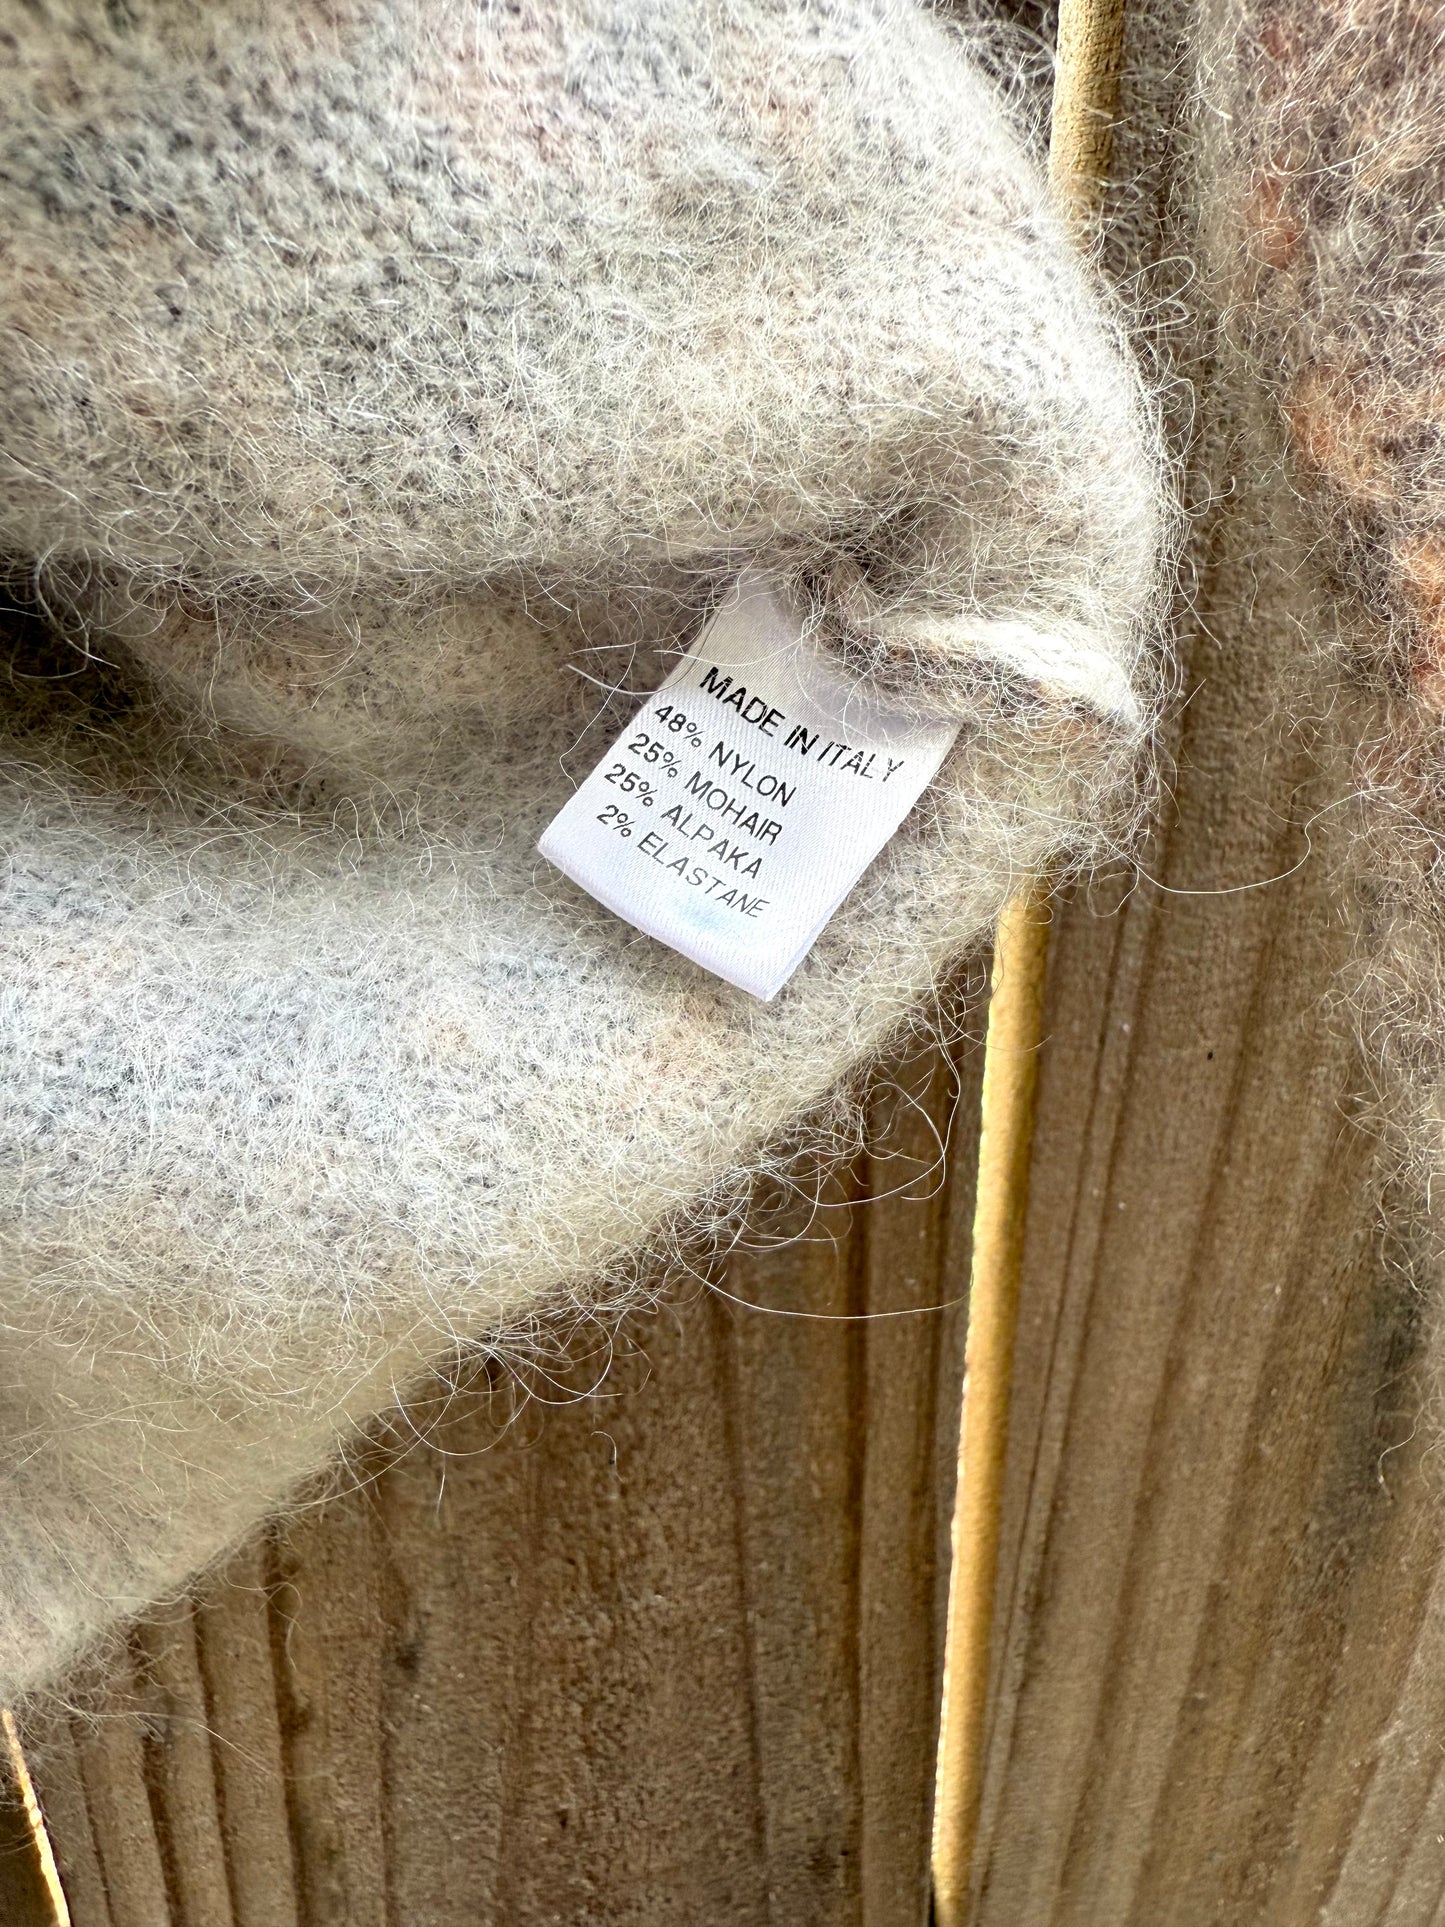 MADE IN ITALY
48% NYLON
25% MOHAIR
25% ALPAKA
2% ELASTANE